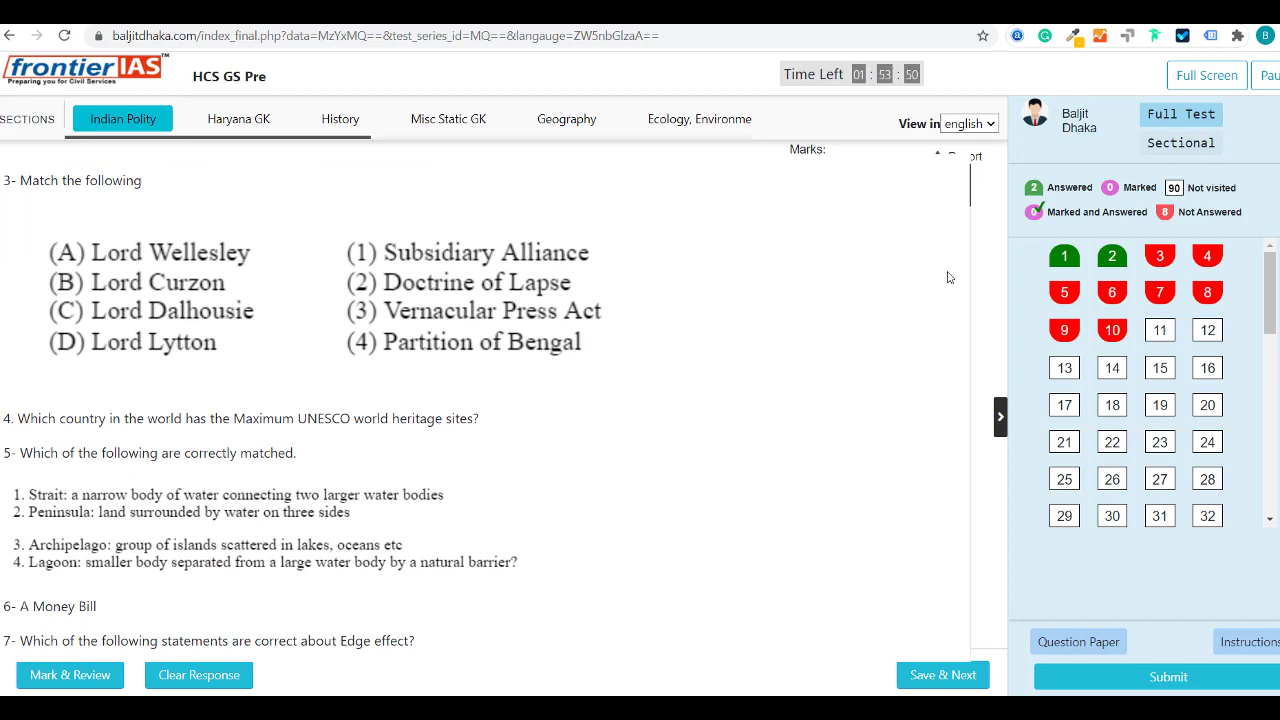 baljitdhaka.com/index_final.php?data=MzYxMQ==&test_series_id=MQ==&langauge=ZW5nbGlzaA==
B
frontier IAS TM
Preparing you for Civil Services
HCS GS Pre
Time Left 01 : 53 : 50
Full Screen
Pau
SECTIONS
Indian Polity
Haryana GK
History
Misc Static GK
Geography
Ecology, Environme
View in english
Baljit
Dhaka
Full Test
Sectional
Marks:
ort
3- Match the following
(A) Lord Wellesley (1) Subsidiary Alliance
(B) Lord Curzon (2) Doctrine of Lapse
(C) Lord Dalhousie (3) Vernacular Press Act
(D) Lord Lytton (4) Partition of Bengal
4. Which country in the world has the Maximum UNESCO world heritage sites?
5- Which of the following are correctly matched.
1. Strait: a narrow body of water connecting two larger water bodies
2. Peninsula: land surrounded by water on three sides
3. Archipelago: group of islands scattered in lakes, oceans etc
4. Lagoon: smaller body separated from a large water body by a natural barrier?
6- A Money Bill
7- Which of the following statements are correct about Edge effect?
Mark & Review
Clear Response
Save & Next
2 Answered 0 Marked 90 Not visited
0 Marked and Answered 8 Not Answered
1 2 3 4
5 6 7 8
9 10 11 12
13 14 15 16
17 18 19 20
21 22 23 24
25 26 27 28
29 30 31 32
Question Paper
Instructions
Submit